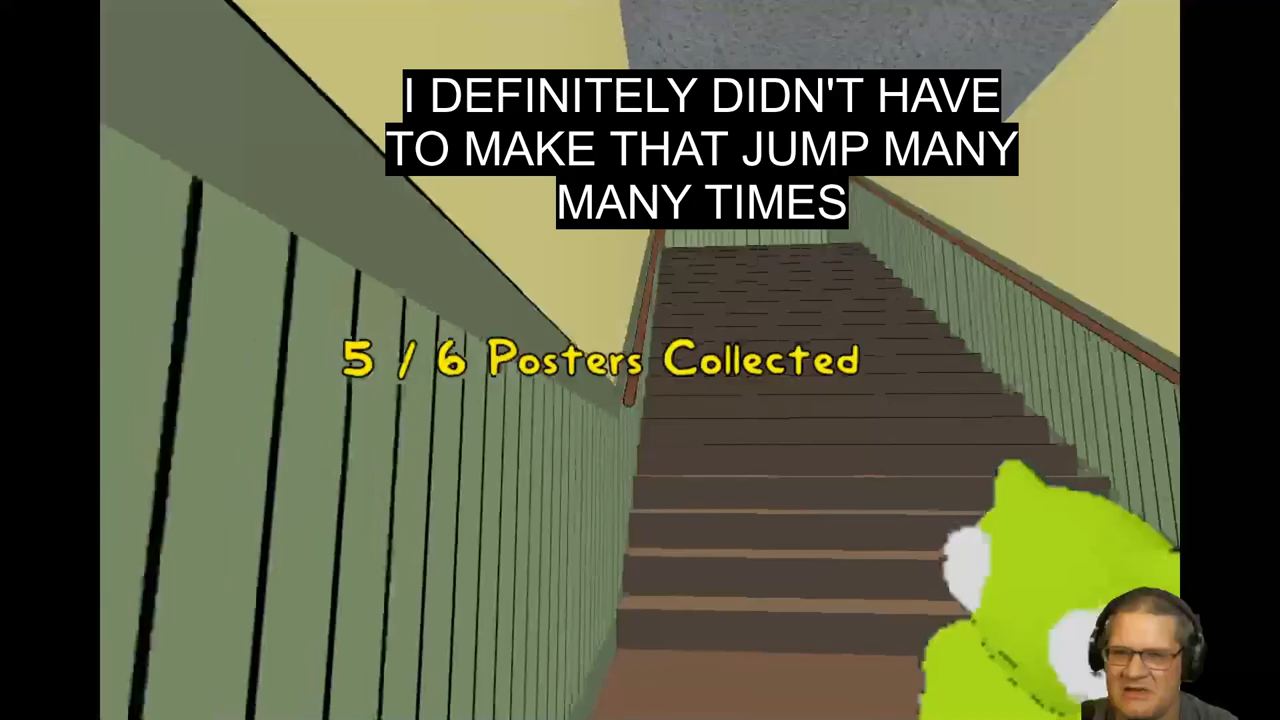 I DEFINITELY DIDN'T HAVE
TO MAKE THAT JUMP MANY
MANY TIMES
5 / 6 Posters Collected